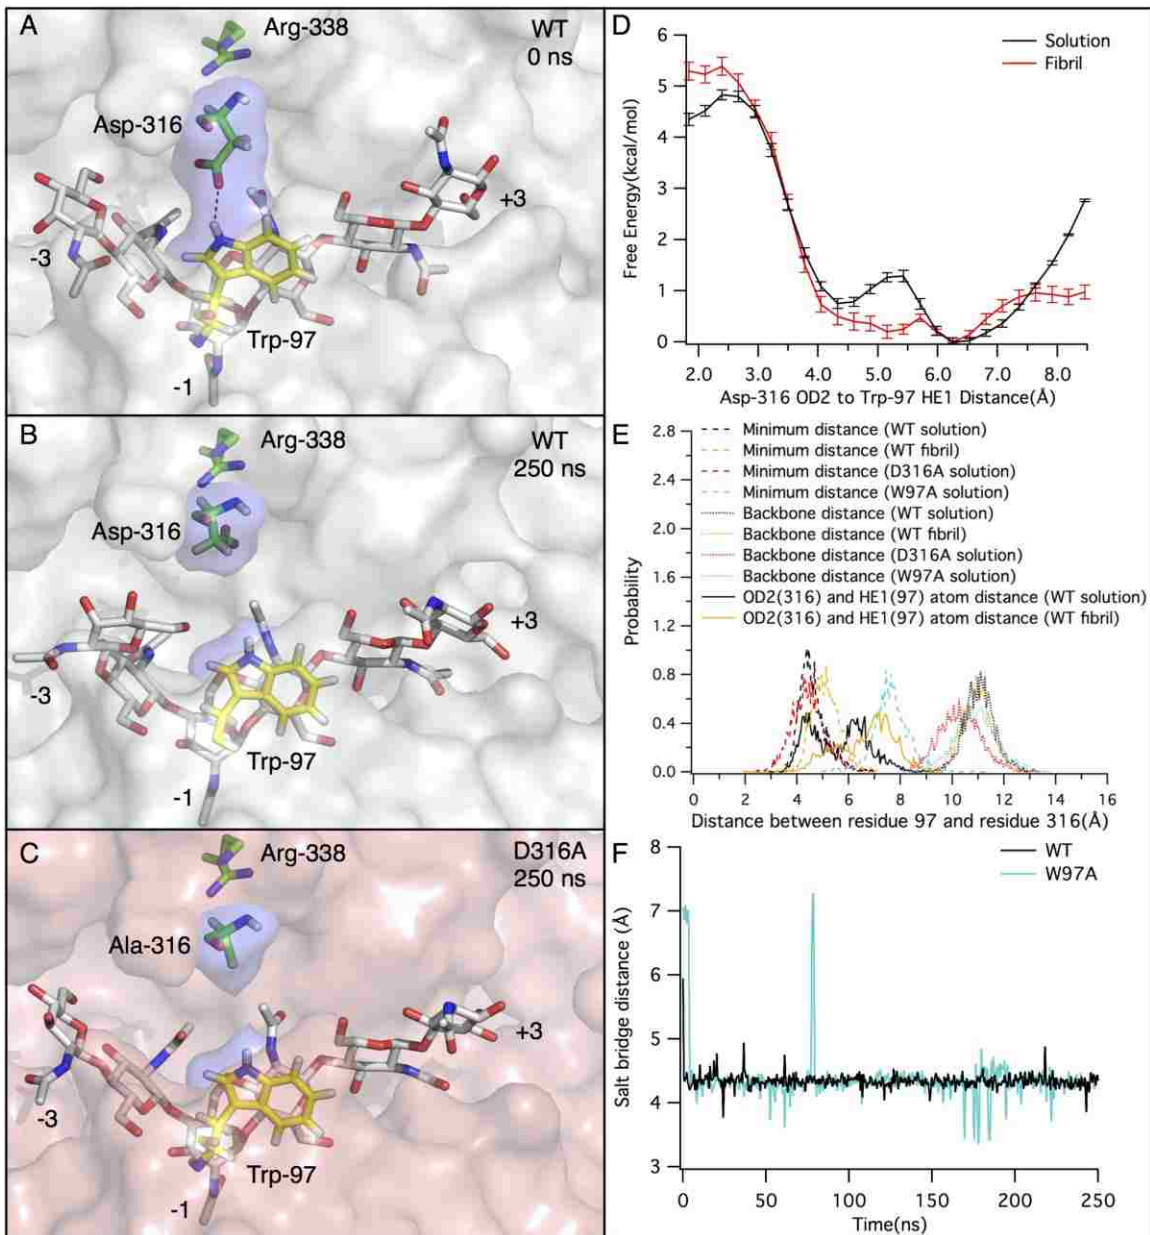 A
Arg-338
WT
0 ns
Asp-316
+3
-3
Trp-97
-1
B
Arg-338
WT
250 ns
Asp-316
+3
-3
Trp-97
-1
C
Arg-338
D316A
250 ns
Ala-316
+3
-3
Trp-97
-1
D
Solution
Fibril
Free Energy(kcal/mol)
6
5
4
3
2
1
0
2.0 3.0 4.0 5.0 6.0 7.0 8.0
Asp-316 OD2 to Trp-97 HE1 Distance(Å)
E
Minimum distance (WT solution)
Minimum distance (WT fibril)
Minimum distance (D316A solution)
Minimum distance (W97A solution)
Backbone distance (WT solution)
Backbone distance (WT fibril)
Backbone distance (D316A solution)
Backbone distance (W97A solution)
OD2(316) and HE1(97) atom distance (WT solution)
OD2(316) and HE1(97) atom distance (WT fibril)
Probability
2.8
2.4
2.0
1.6
1.2
0.8
0.4
0.0
0 2 4 6 8 10 12 14 16
Distance between residue 97 and residue 316(Å)
F
WT
W97A
Salt bridge distance (Å)
8
7
6
5
4
3
0 50 100 150 200 250
Time(ns)